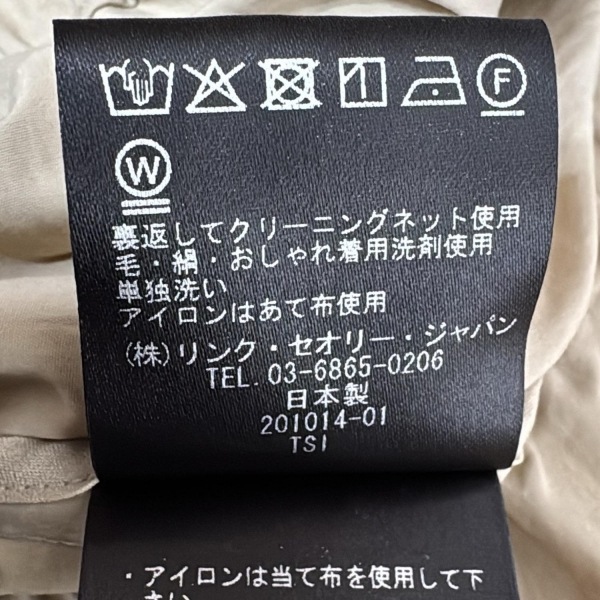 F
W
裏返してクリーニングネット使用
毛・絹・おしゃれ着用洗剤使用
単独洗い
アイロンはあて布使用
(株)リンク・セオリー・ジャパン
TEL. 03-6865-0206
日本製
201014-01
TSI
・アイロンは当て布を使用して下
さい